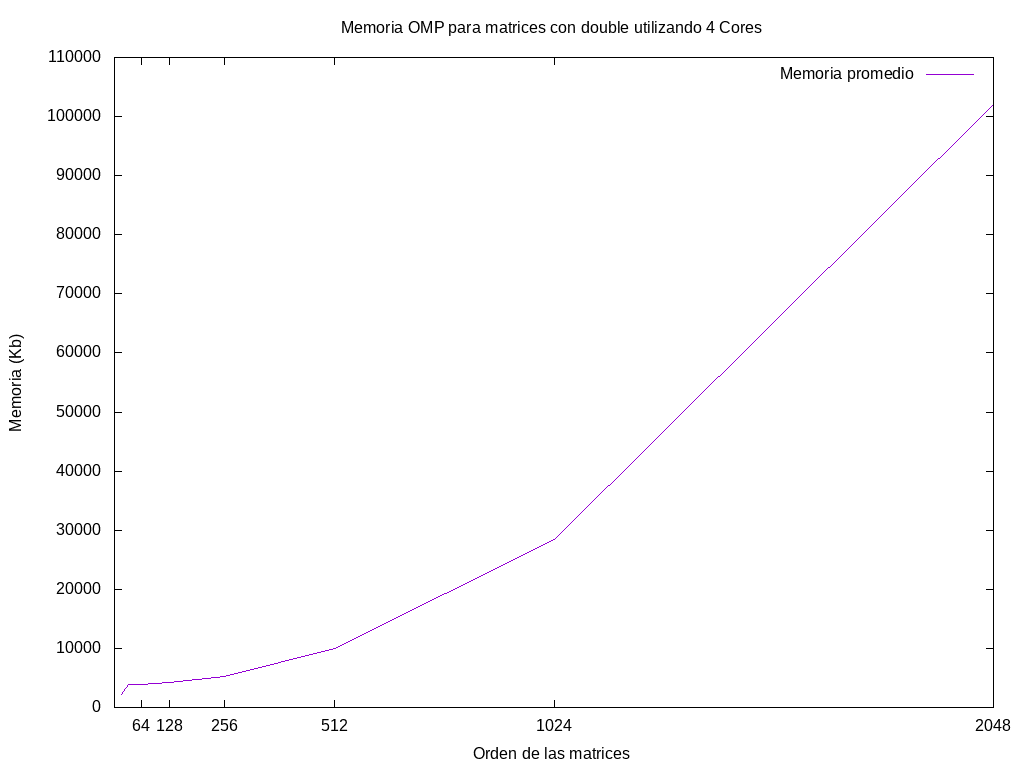 Memoria OMP para matrices con double utilizando 4 Cores
Memoria promedio
110000
100000
90000
80000
70000
60000
50000
40000
30000
20000
10000
0
Memoria (Kb)
64 128 256 512 1024 2048
Orden de las matrices